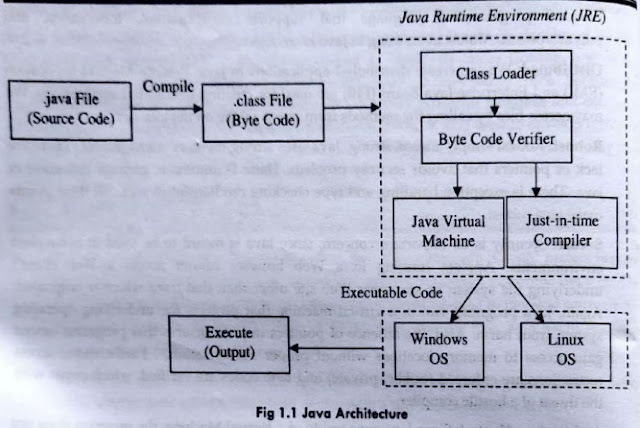 Java Runtime Environment (JRE)
Class Loader
Compile
.java File
(Source Code)
.class File
(Byte Code)
Byte Code Verifier
Java Virtual
Machine
Just-in-time
Compiler
Executable Code
Execute
(Output)
Windows
OS
Linux
OS
Fig 1.1 Java Architecture